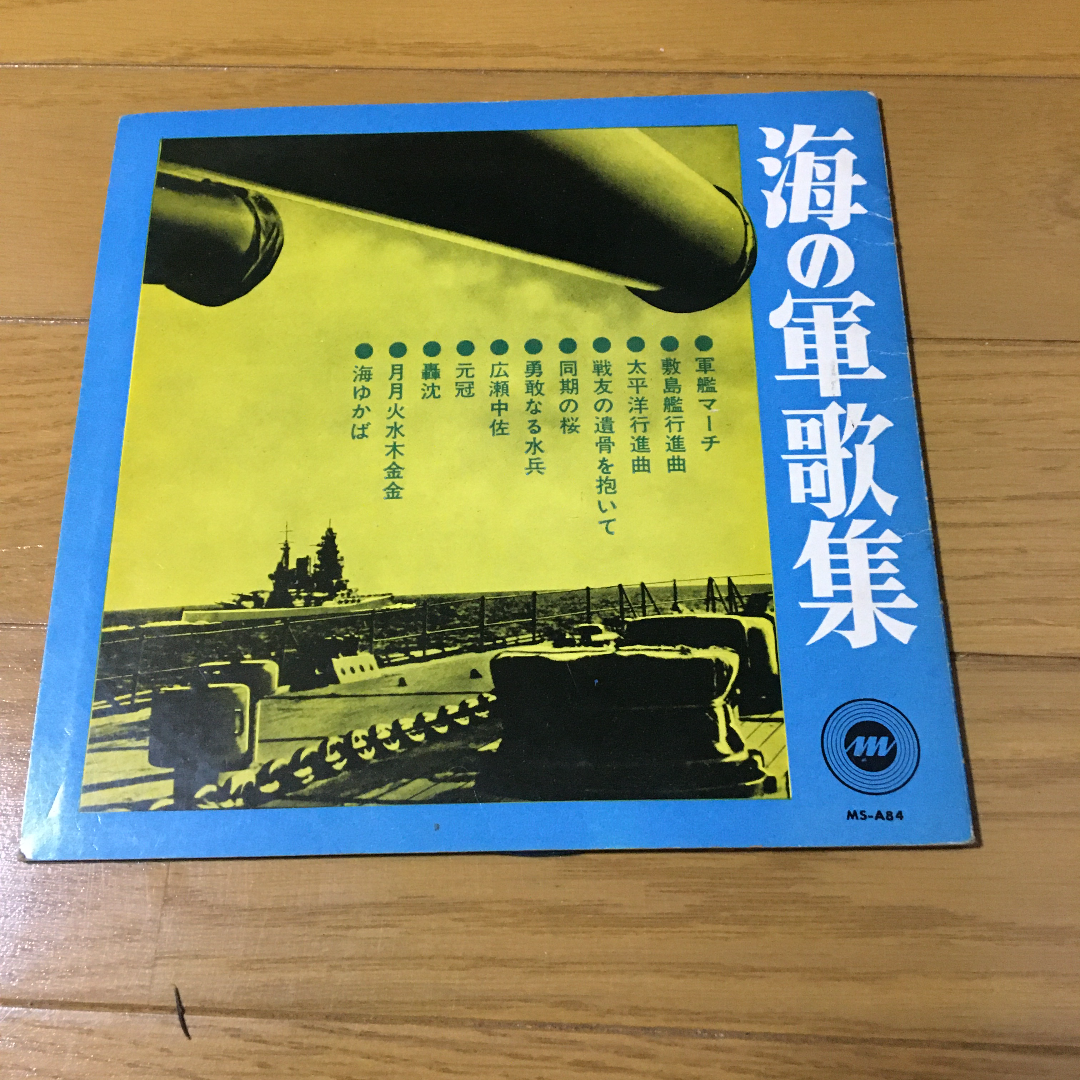 海の軍歌集
●軍艦マーチ
●敷島艦行進曲
●太平洋行進曲
●戦友の遺骨を抱いて
●同期の桜
●勇敢なる水兵
●広瀬中佐
●元冠
●轟沈
●月月火水木金金
●海ゆかば
m
MS-A84